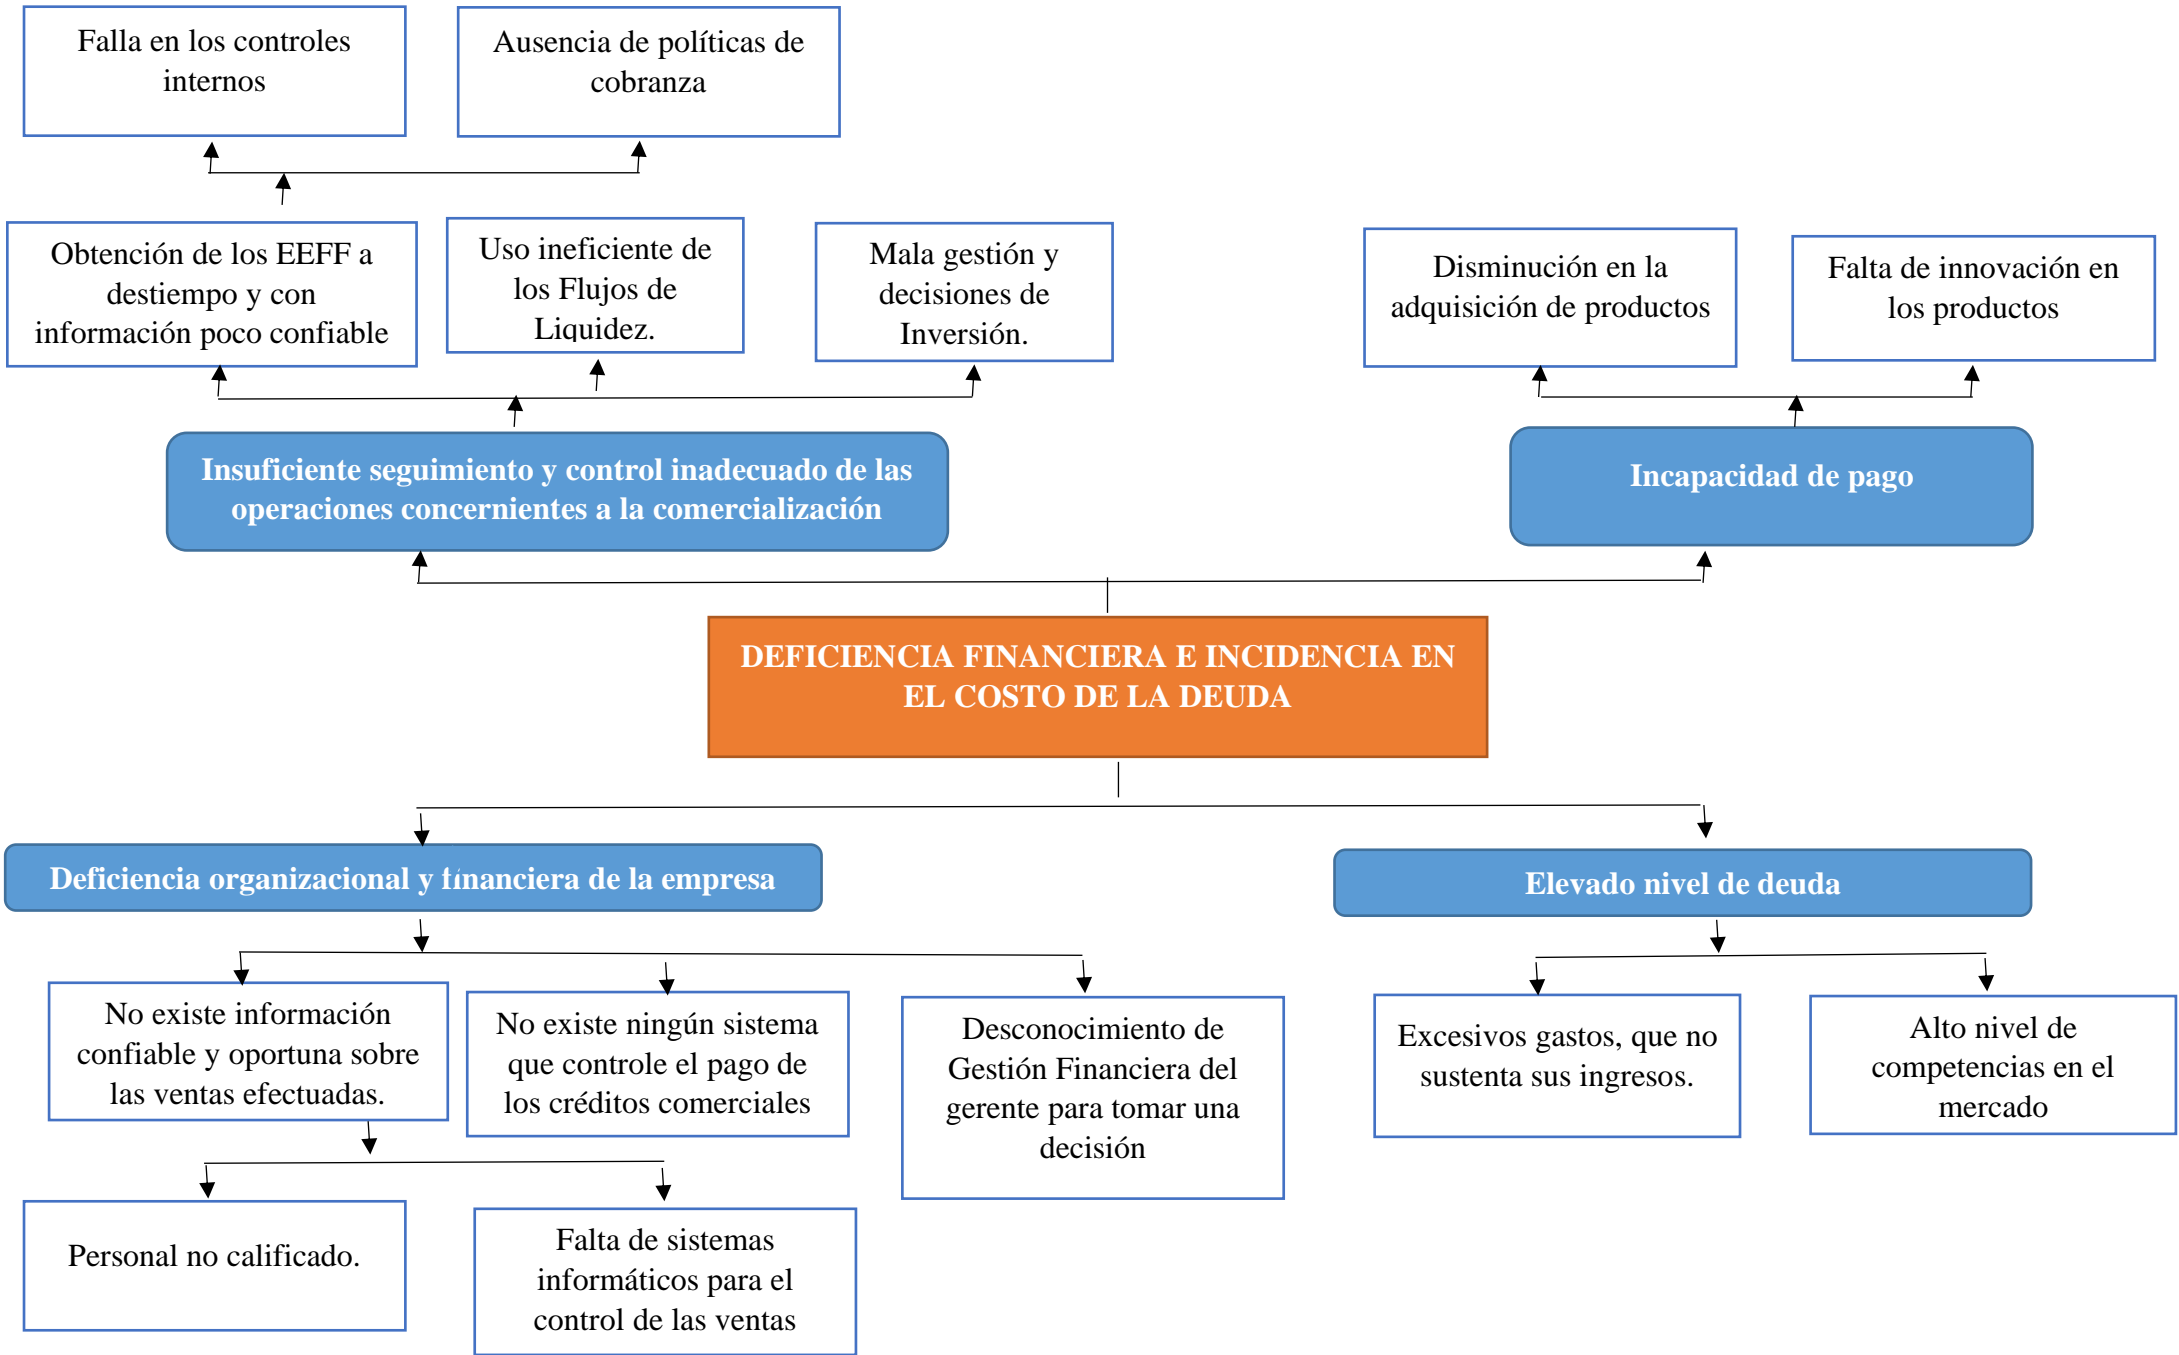 Falla en los controles
internos
Ausencia de políticas de
cobranza
Obtención de los EEFF a
destiempo y con
información poco confiable
Uso ineficiente de
los Flujos de
Liquidez.
Mala gestión y
decisiones de
Inversión.
Disminución en la
adquisición de productos
Falta de innovación en
los productos
Insuficiente seguimiento y control inadecuado de las
operaciones concernientes a la comercialización
Incapacidad de pago
DEFICIENCIA FINANCIERA E INCIDENCIA EN
EL COSTO DE LA DEUDA
Deficiencia organizacional y financiera de la empresa
Elevado nivel de deuda
No existe información
confiable y oportuna sobre
las ventas efectuadas.
No existe ningún sistema
que controle el pago de
los créditos comerciales
Desconocimiento de
Gestión Financiera del
gerente para tomar una
decisión
Excesivos gastos, que no
sustenta sus ingresos.
Alto nivel de
competencias en el
mercado
Personal no calificado.
Falta de sistemas
informáticos para el
control de las ventas